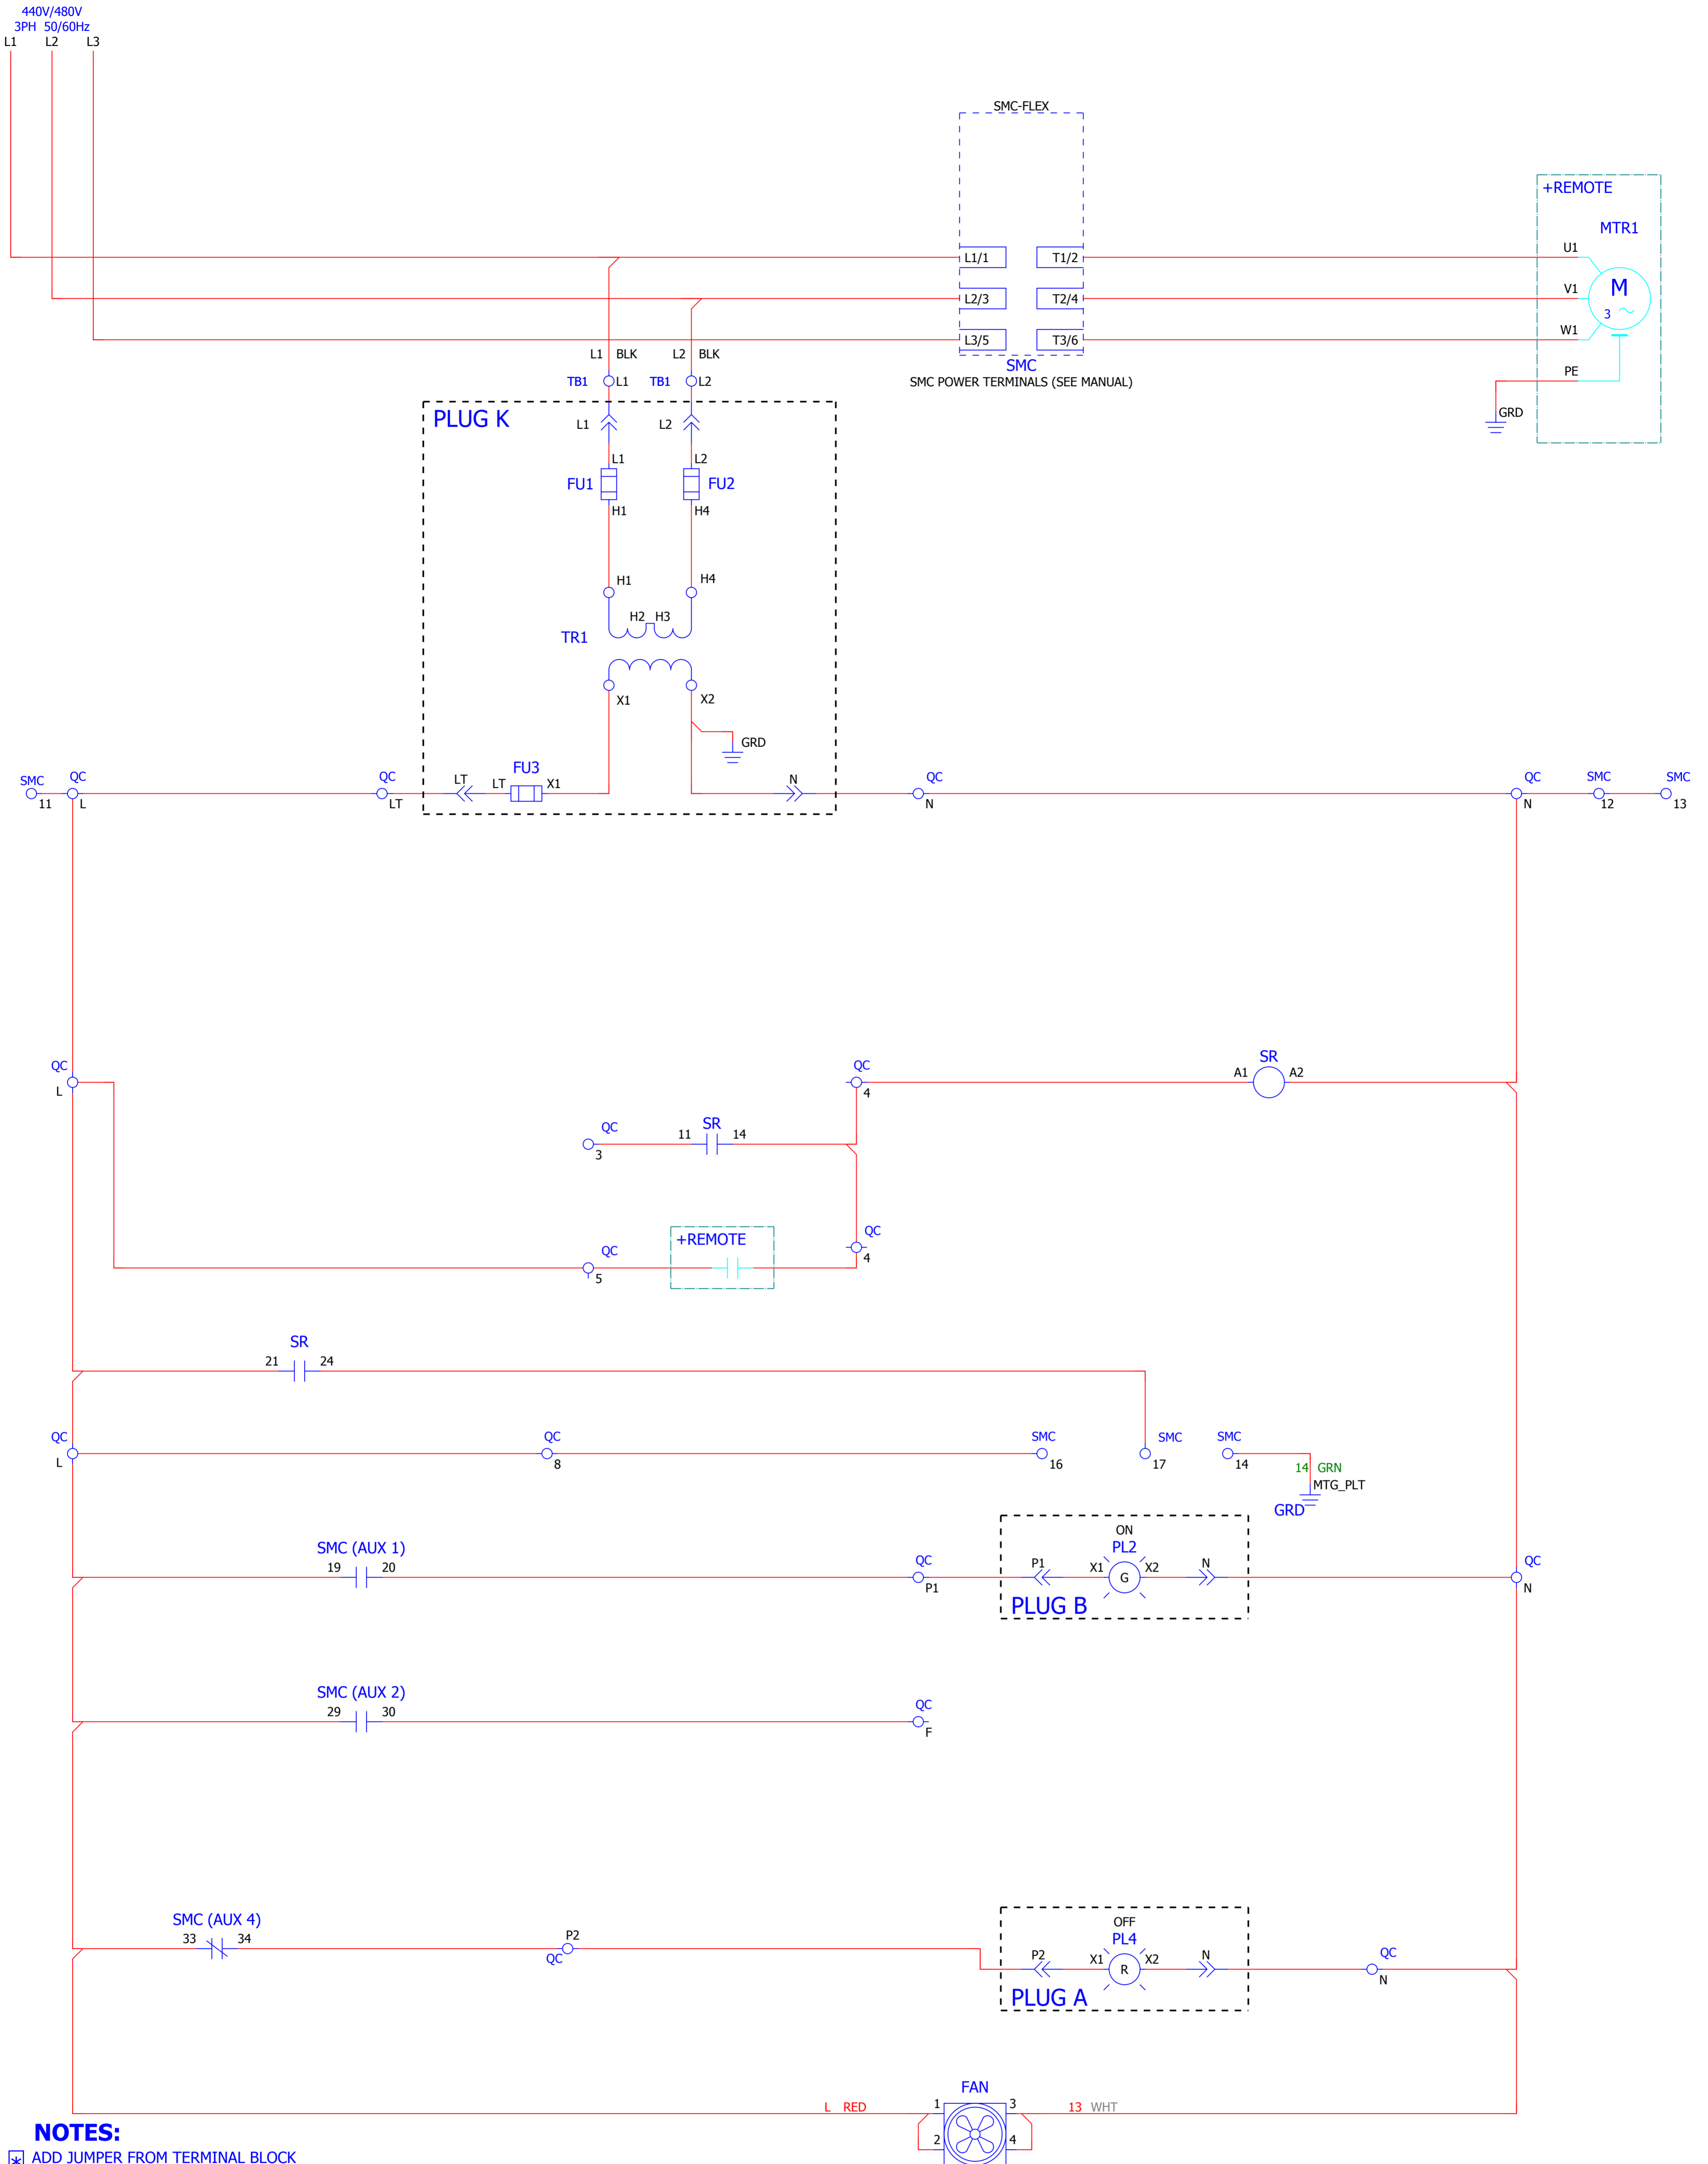 440V/480V
3PH 50/60Hz
L1 L2 L3
SMC-FLEX
+REMOTE
MTR1
U1
L1/1 T1/2
V1
M
3
L2/3 T2/4
W1
L3/5 T3/6
L1 BLK L2 BLK
SMC
SMC POWER TERMINALS (SEE MANUAL)
PE
TB1 L1 TB1 L2
GRD
PLUG K
L1 L2
L1 L2
FU1 FU2
H1 H4
H1 H4
H2 H3
TR1
X1 X2
GRD
FU3
SMC QC QC LT LT X1 N QC QC SMC SMC
11 L LT N N 12 13
QC QC SR
L 4 A1 A2
QC 11 SR 14
3
QC
+REMOTE
4
QC
5
SR
21 24
QC QC SMC SMC SMC
L 8 16 17 14
14 GRN
MTG_PLT
GRD
ON
SMC (AUX 1) PL2
19 20 QC P1 X1 G X2 N QC
P1 N
PLUG B
SMC (AUX 2)
29 30 QC
F
SMC (AUX 4) OFF
33 34 P2 PL4
QC P2 X1 R X2 N QC
N
PLUG A
FAN
L RED 1 3 13 WHT
2 4
NOTES:
* ADD JUMPER FROM TERMINAL BLOCK